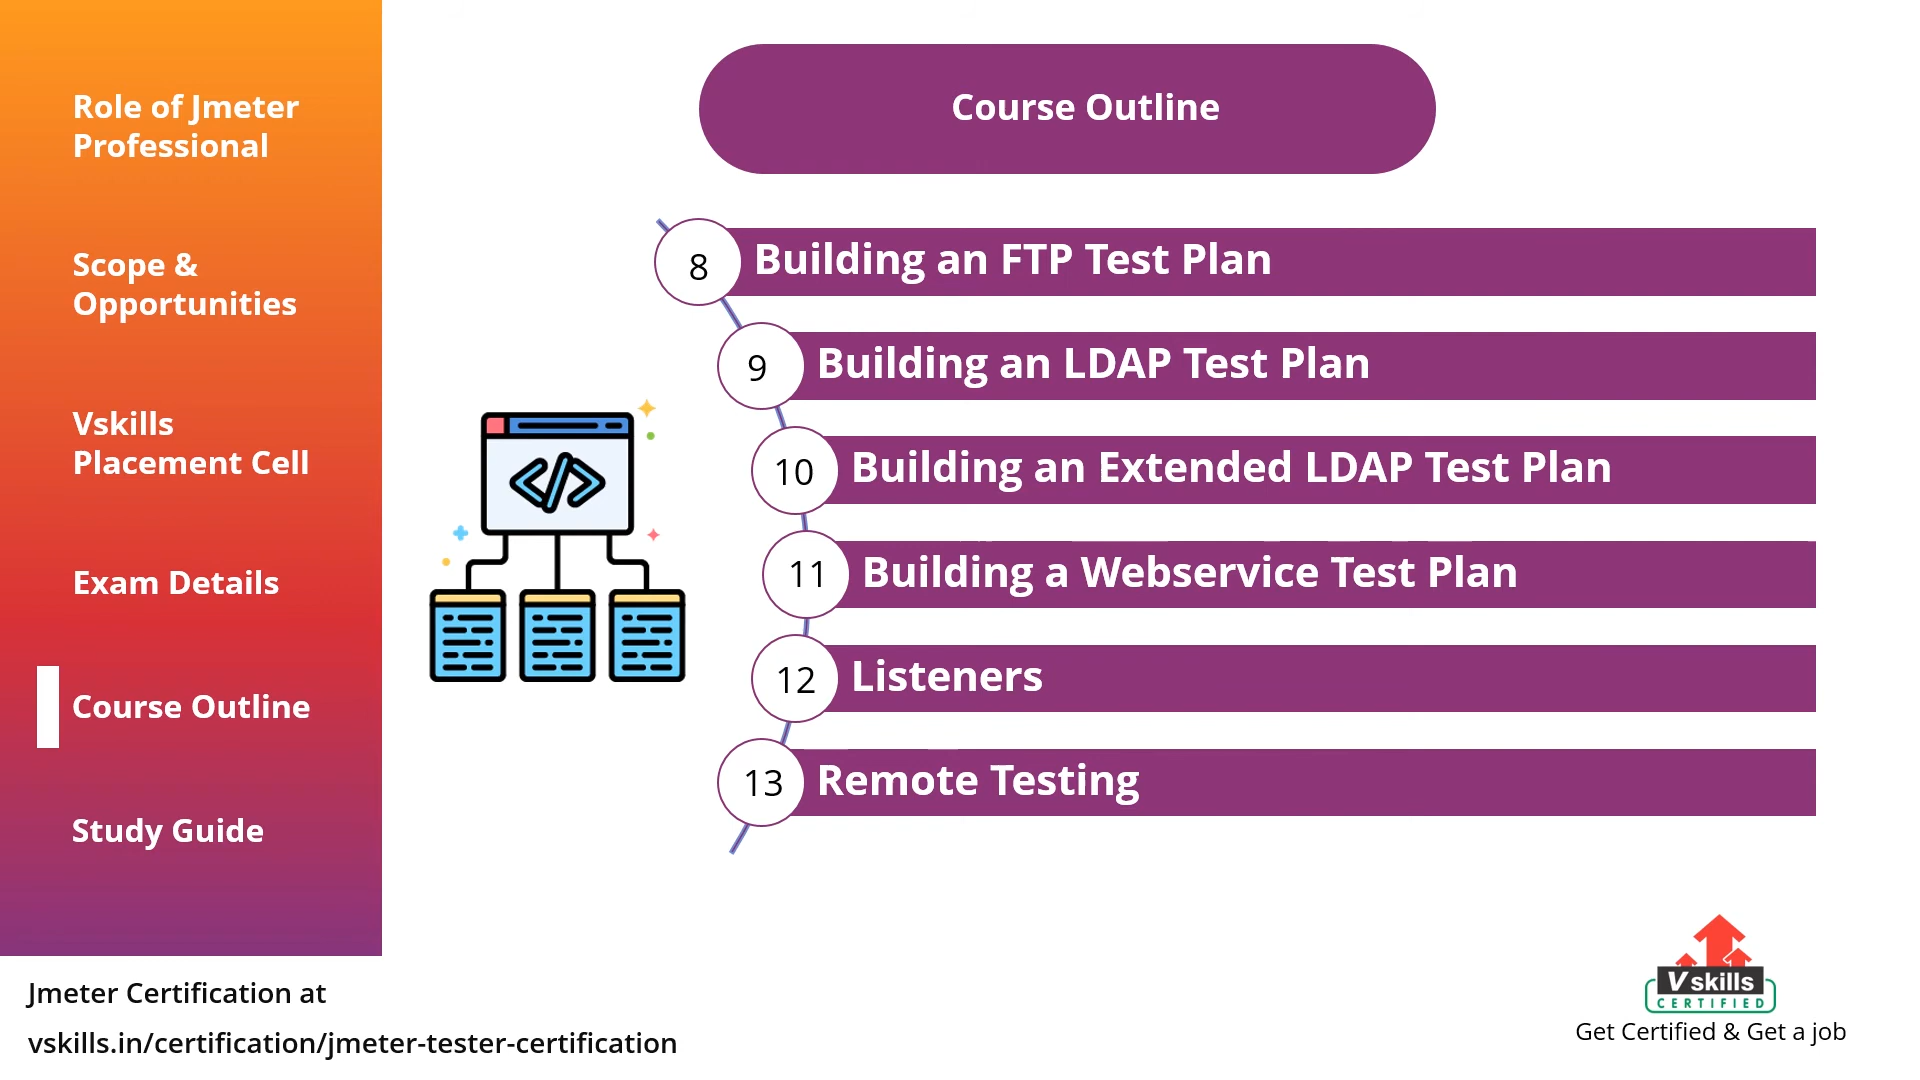 Role of Jmeter
Professional
Scope &
Opportunities
Vskills
Placement Cell
Exam Details
Course Outline
Study Guide
Course Outline
8 Building an FTP Test Plan
9 Building an LDAP Test Plan
10 Building an Extended LDAP Test Plan
11 Building a Webservice Test Plan
12 Listeners
13 Remote Testing
Jmeter Certification at
vskills.in/certification/jmeter-tester-certification
Vskills
CERTIFIED
Get Certified & Get a job